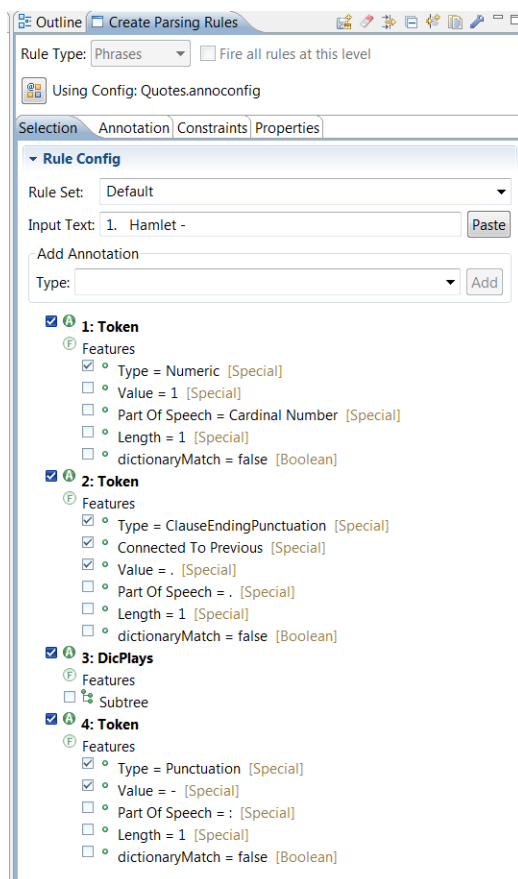 Outline Create Parsing Rules
Rule Type: Phrases Fire all rules at this level
Using Config: Quotes.annoconfig
Selection Annotation Constraints Properties
Rule Config
Rule Set: Default
Input Text: 1. Hamlet - Paste
Add Annotation
Type: Add
1: Token
Features
Type = Numeric [Special]
Value = 1 [Special]
Part Of Speech = Cardinal Number [Special]
Length = 1 [Special]
dictionaryMatch = false [Boolean]
2: Token
Features
Type = ClauseEndingPunctuation [Special]
Connected To Previous [Special]
Value = . [Special]
Part Of Speech = . [Special]
Length = 1 [Special]
dictionaryMatch = false [Boolean]
3: DicPlays
Features
Subtree
4: Token
Features
Type = Punctuation [Special]
Value = - [Special]
Part Of Speech = : [Special]
Length = 1 [Special]
dictionaryMatch = false [Boolean]